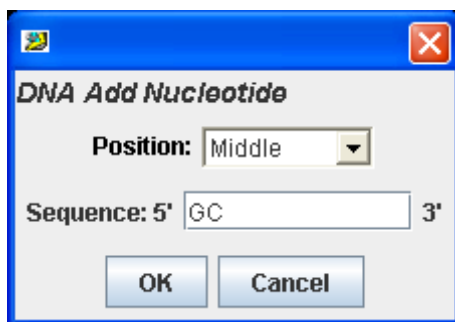 DNA Add Nucleotide
Position: Middle
Sequence: 5' GC 3'
OK Cancel